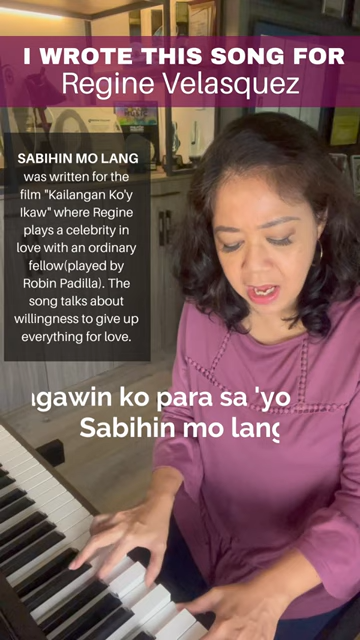 I WROTE THIS SONG FOR
Regine Velasquez
SABIHIN MO LANG
was written for the
film "Kailangan Ko'y
Ikaw" where Regine
plays a celebrity in
love with an ordinary
fellow(played by
Robin Padilla). The
song talks about
willingness to give up
everything for love.
ko para sa 'yo
Sabihin mo